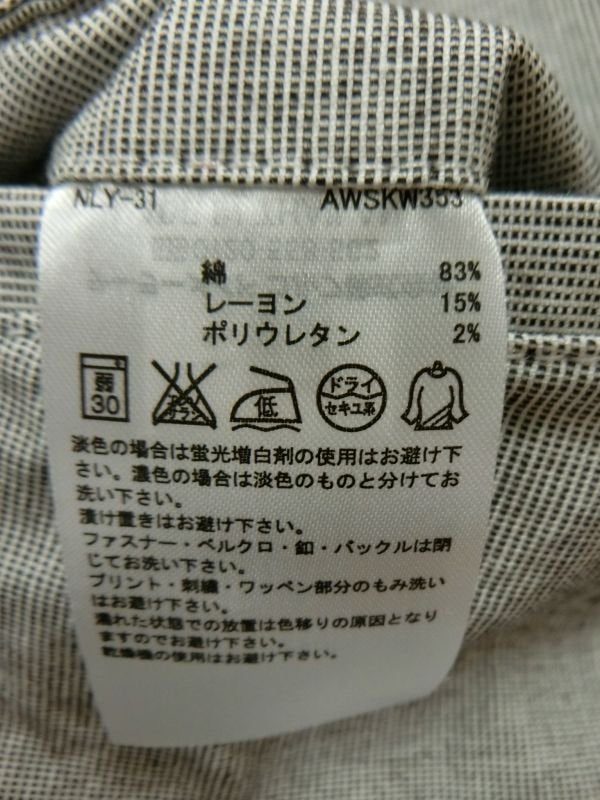 NLY-31 AWSKW353
綿 83%
レーヨン 15%
ポリウレタン 2%
弱 30 エンソサラシ 低 ドライ セキユ系
淡色の場合は蛍光増白剤の使用はお避け下
さい。濃色の場合は淡色のものと分けてお
洗い下さい。
漬け置きはお避け下さい。
ファスナー・ベルクロ・釦・バックルは閉
じてお洗い下さい。
プリント・刺繍・ワッペン部分のもみ洗い
はお避け下さい。
濡れた状態での放置は色移りの原因となり
ますのでお避け下さい。
乾燥機の使用はお避け下さい。